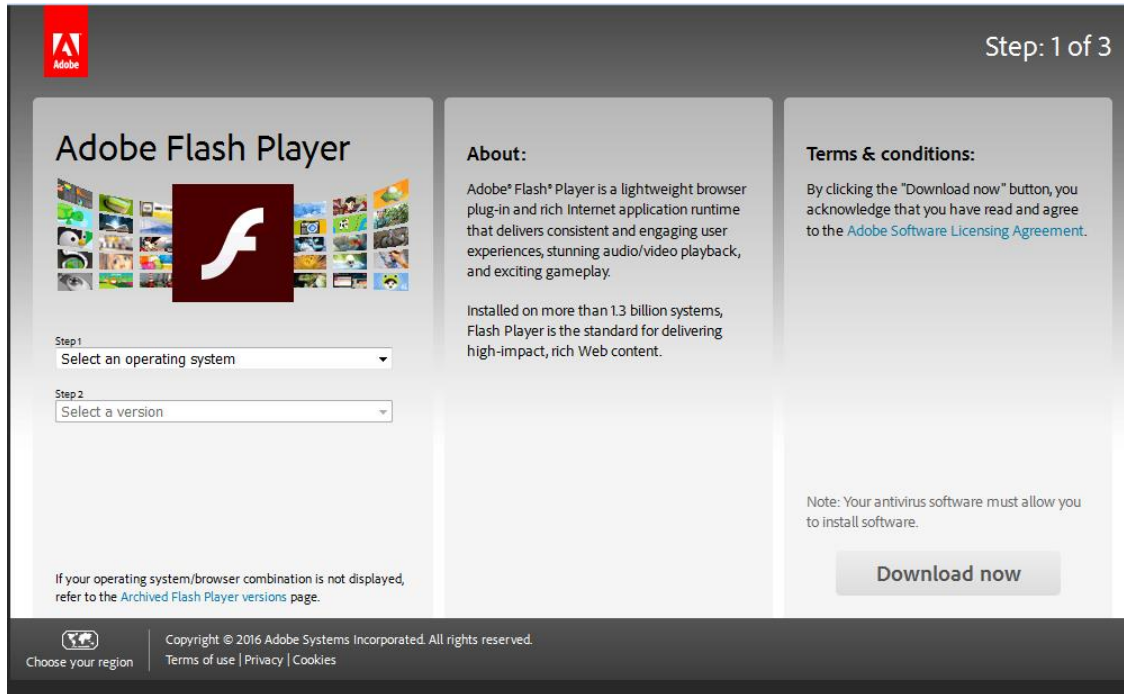 Adobe
Step: 1 of 3
Adobe Flash Player
Step 1
Select an operating system
Step 2
Select a version
If your operating system/browser combination is not displayed,
refer to the Archived Flash Player versions page.
About:
Adobe® Flash® Player is a lightweight browser
plug-in and rich Internet application runtime
that delivers consistent and engaging user
experiences, stunning audio/video playback,
and exciting gameplay.
Installed on more than 1.3 billion systems,
Flash Player is the standard for delivering
high-impact, rich Web content.
Terms & conditions:
By clicking the "Download now" button, you
acknowledge that you have read and agree
to the Adobe Software Licensing Agreement.
Note: Your antivirus software must allow you
to install software.
Download now
Choose your region
Copyright © 2016 Adobe Systems Incorporated. All rights reserved.
Terms of use | Privacy | Cookies